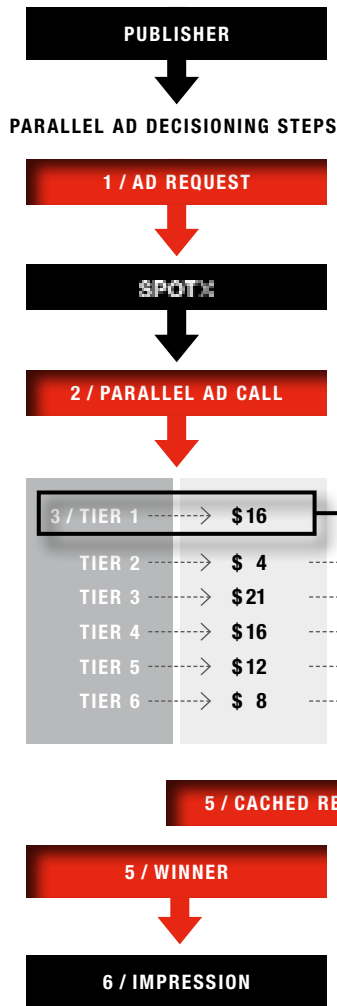 PUBLISHER
PARALLEL AD DECISIONING STEPS
1 / AD REQUEST
SPOTX
2 / PARALLEL AD CALL
3 / TIER 1 $16
TIER 2 $ 4
TIER 3 $21
TIER 4 $16
TIER 5 $12
TIER 6 $ 8
5 / CACHED RE
5 / WINNER
6 / IMPRESSION